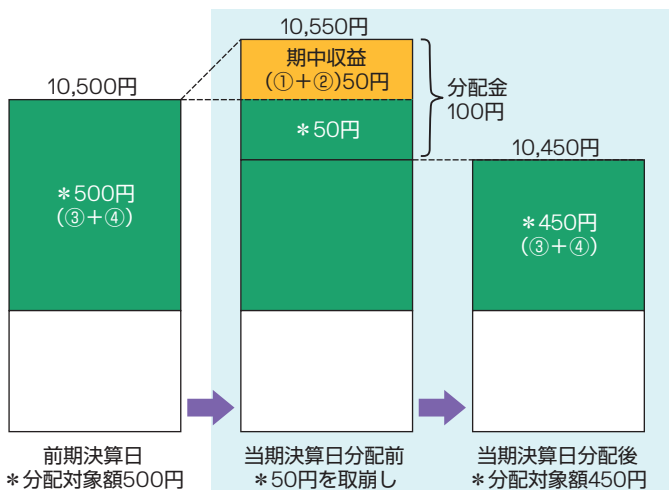 10,550円
期中収益
(①+②)50円
10,500円
分配金
100円
＊50円
10,450円
＊500円
(③+④)
＊450円
(③+④)
前期決算日
＊分配対象額500円
当期決算日分配前
＊50円を取崩し
当期決算日分配後
＊分配対象額450円